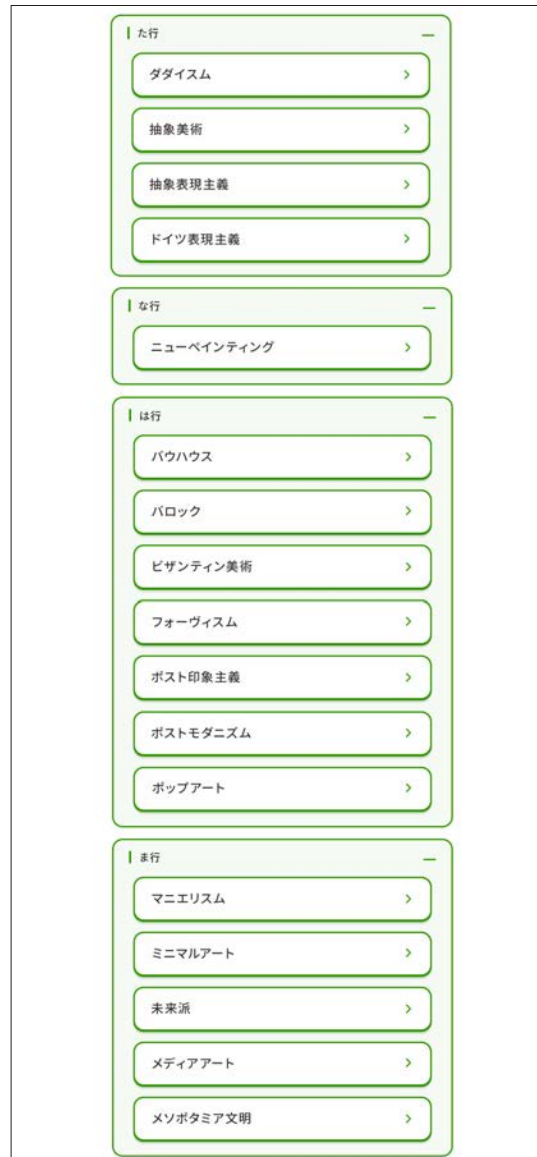 た行
ダダイスム
抽象美術
抽象表現主義
ドイツ表現主義
な行
ニューペインティング
は行
バウハウス
バロック
ビザンティン美術
フォーヴィスム
ポスト印象主義
ポストモダニズム
ポップアート
ま行
マニエリスム
ミニマルアート
未来派
メディアアート
メソポタミア文明